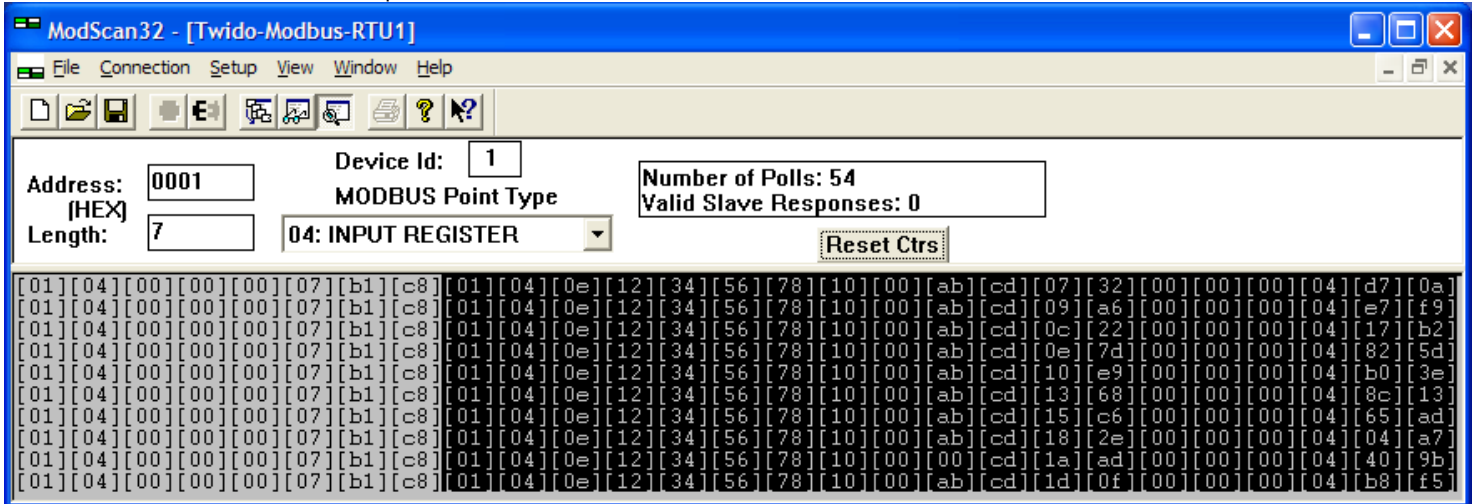 ModScan32 - [Twido-Modbus-RTU1]
File Connection Setup View Window Help
Address: 0001
(HEX)
Length: 7
Device Id: 1
MODBUS Point Type
04: INPUT REGISTER
Number of Polls: 54
Valid Slave Responses: 0
Reset Ctrs
[01][04][00][00][00][07][b1][c8][01][04][0e][12][34][56][78][10][00][ab][cd][07][32][00][00][00][04][d7][0a]
[01][04][00][00][00][07][b1][c8][01][04][0e][12][34][56][78][10][00][ab][cd][09][a6][00][00][00][04][e7][f9]
[01][04][00][00][00][07][b1][c8][01][04][0e][12][34][56][78][10][00][ab][cd][0c][22][00][00][00][04][17][b2]
[01][04][00][00][00][07][b1][c8][01][04][0e][12][34][56][78][10][00][ab][cd][0e][7d][00][00][00][04][82][5d]
[01][04][00][00][00][07][b1][c8][01][04][0e][12][34][56][78][10][00][ab][cd][10][e9][00][00][00][04][b0][3e]
[01][04][00][00][00][07][b1][c8][01][04][0e][12][34][56][78][10][00][ab][cd][13][68][00][00][00][04][8c][13]
[01][04][00][00][00][07][b1][c8][01][04][0e][12][34][56][78][10][00][ab][cd][15][c6][00][00][00][04][65][ad]
[01][04][00][00][00][07][b1][c8][01][04][0e][12][34][56][78][10][00][ab][cd][18][2e][00][00][00][04][04][a7]
[01][04][00][00][00][07][b1][c8][01][04][0e][12][34][56][78][10][00][00][cd][1a][ad][00][00][00][04][40][9b]
[01][04][00][00][00][07][b1][c8][01][04][0e][12][34][56][78][10][00][ab][cd][1d][0f][00][00][00][04][b8][f5]